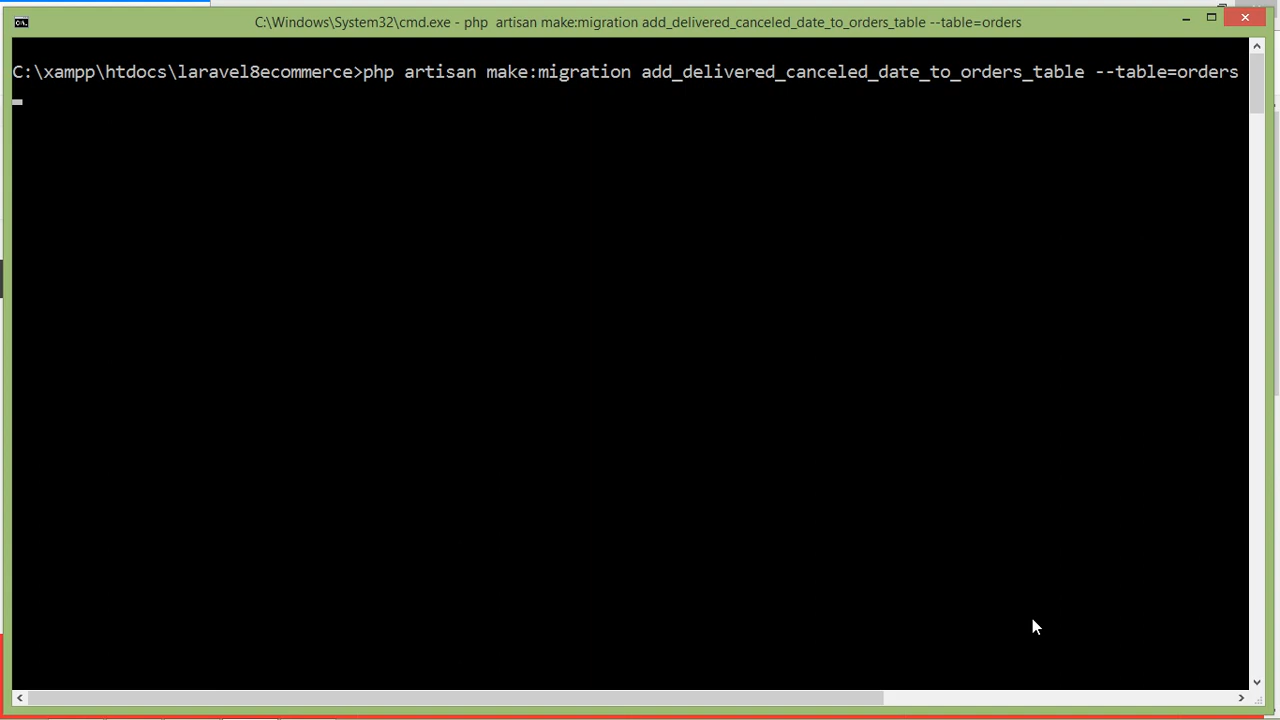 C:\Windows\System32\cmd.exe - php  artisan make:migration add_delivered_canceled_date_to_orders_table --table=orders
C:\xampp\htdocs\laravel8ecommerce>php artisan make:migration add_delivered_canceled_date_to_orders_table --table=orders